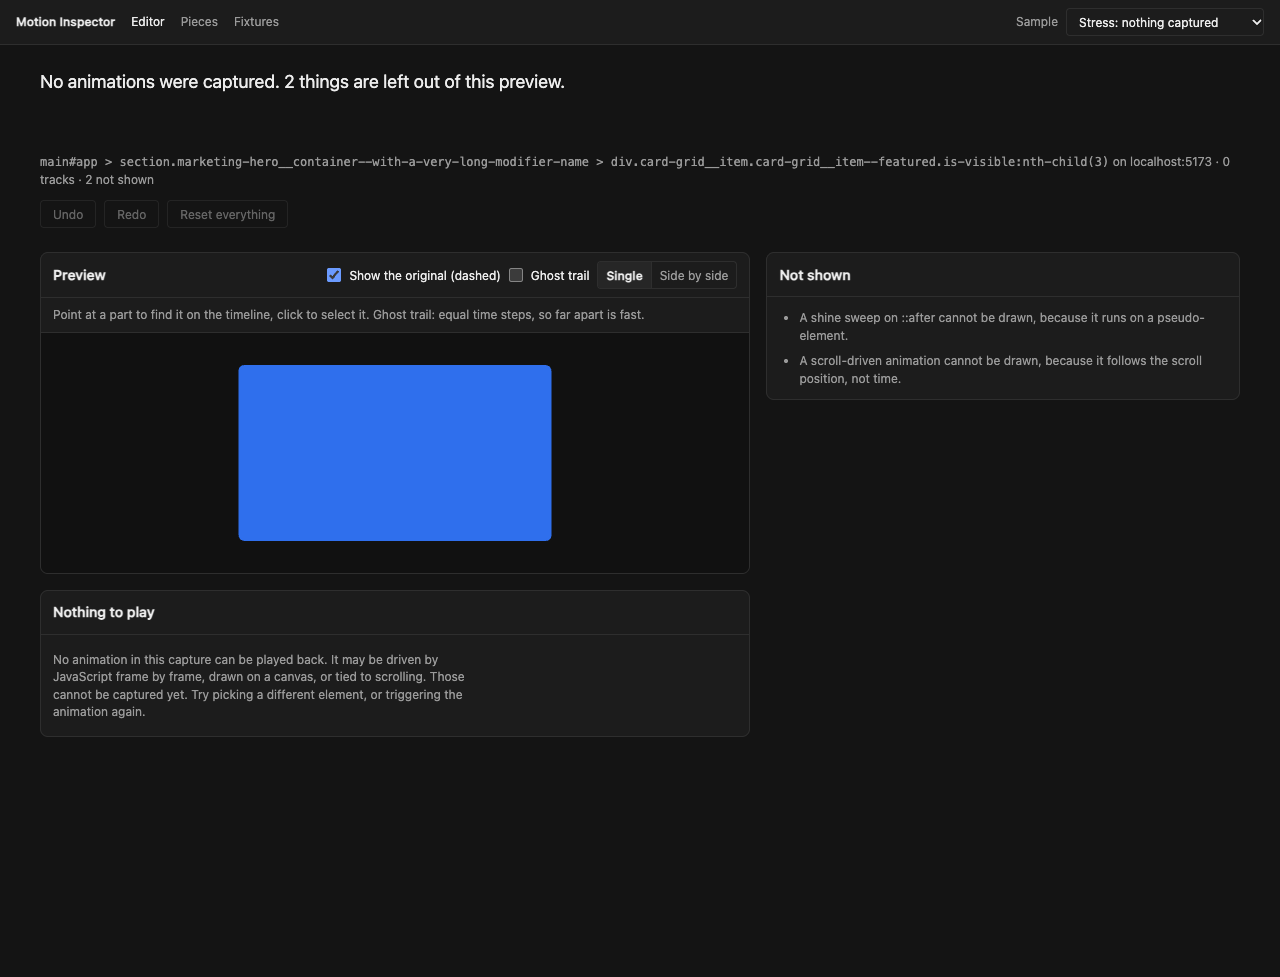 Motion Inspector Editor Pieces Fixtures Sample Stress: nothing captured
No animations were captured. 2 things are left out of this preview.
main#app > section.marketing-hero__container--with-a-very-long-modifier-name > div.card-grid__item.card-grid__item--featured.is-visible:nth-child(3) on localhost:5173 · 0
tracks · 2 not shown
Undo Redo Reset everything
Preview Show the original (dashed) Ghost trail Single Side by side
Point at a part to find it on the timeline, click to select it. Ghost trail: equal time steps, so far apart is fast.
Not shown
A shine sweep on ::after cannot be drawn, because it runs on a pseudo-
element.
A scroll-driven animation cannot be drawn, because it follows the scroll
position, not time.
Nothing to play
No animation in this capture can be played back. It may be driven by
JavaScript frame by frame, drawn on a canvas, or tied to scrolling. Those
cannot be captured yet. Try picking a different element, or triggering the
animation again.